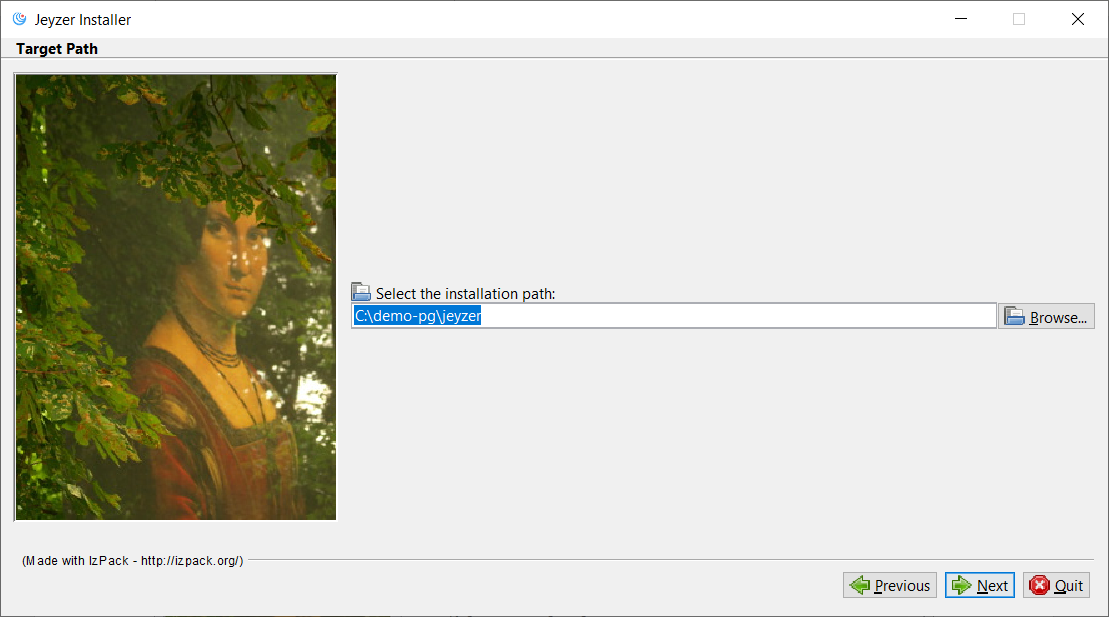 Jeyzer Installer
Target Path
Select the installation path:
C:\demo-pg\jeyzer
Browse...
(Made with IzPack - http://izpack.org/)
Previous
Next
Quit